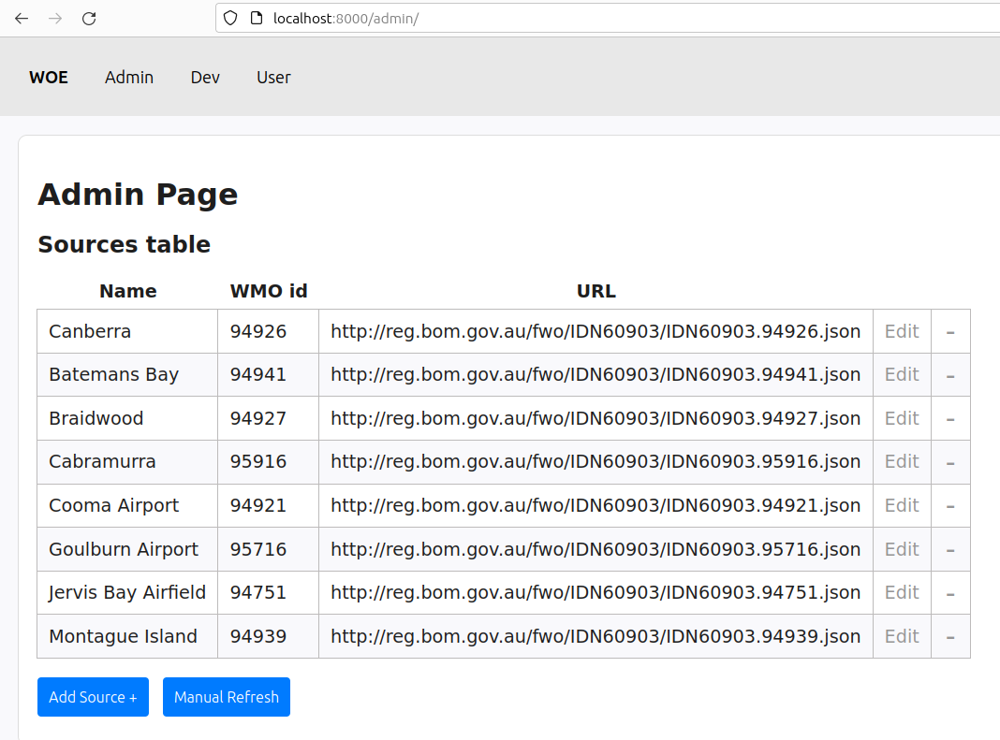 localhost:8000/admin/
WOE Admin Dev User
Admin Page
Sources table
Name WMO id URL
Canberra 94926 http://reg.bom.gov.au/fwo/IDN60903/IDN60903.94926.json Edit –
Batemans Bay 94941 http://reg.bom.gov.au/fwo/IDN60903/IDN60903.94941.json Edit –
Braidwood 94927 http://reg.bom.gov.au/fwo/IDN60903/IDN60903.94927.json Edit –
Cabramurra 95916 http://reg.bom.gov.au/fwo/IDN60903/IDN60903.95916.json Edit –
Cooma Airport 94921 http://reg.bom.gov.au/fwo/IDN60903/IDN60903.94921.json Edit –
Goulburn Airport 95716 http://reg.bom.gov.au/fwo/IDN60903/IDN60903.95716.json Edit –
Jervis Bay Airfield 94751 http://reg.bom.gov.au/fwo/IDN60903/IDN60903.94751.json Edit –
Montague Island 94939 http://reg.bom.gov.au/fwo/IDN60903/IDN60903.94939.json Edit –
Add Source + Manual Refresh